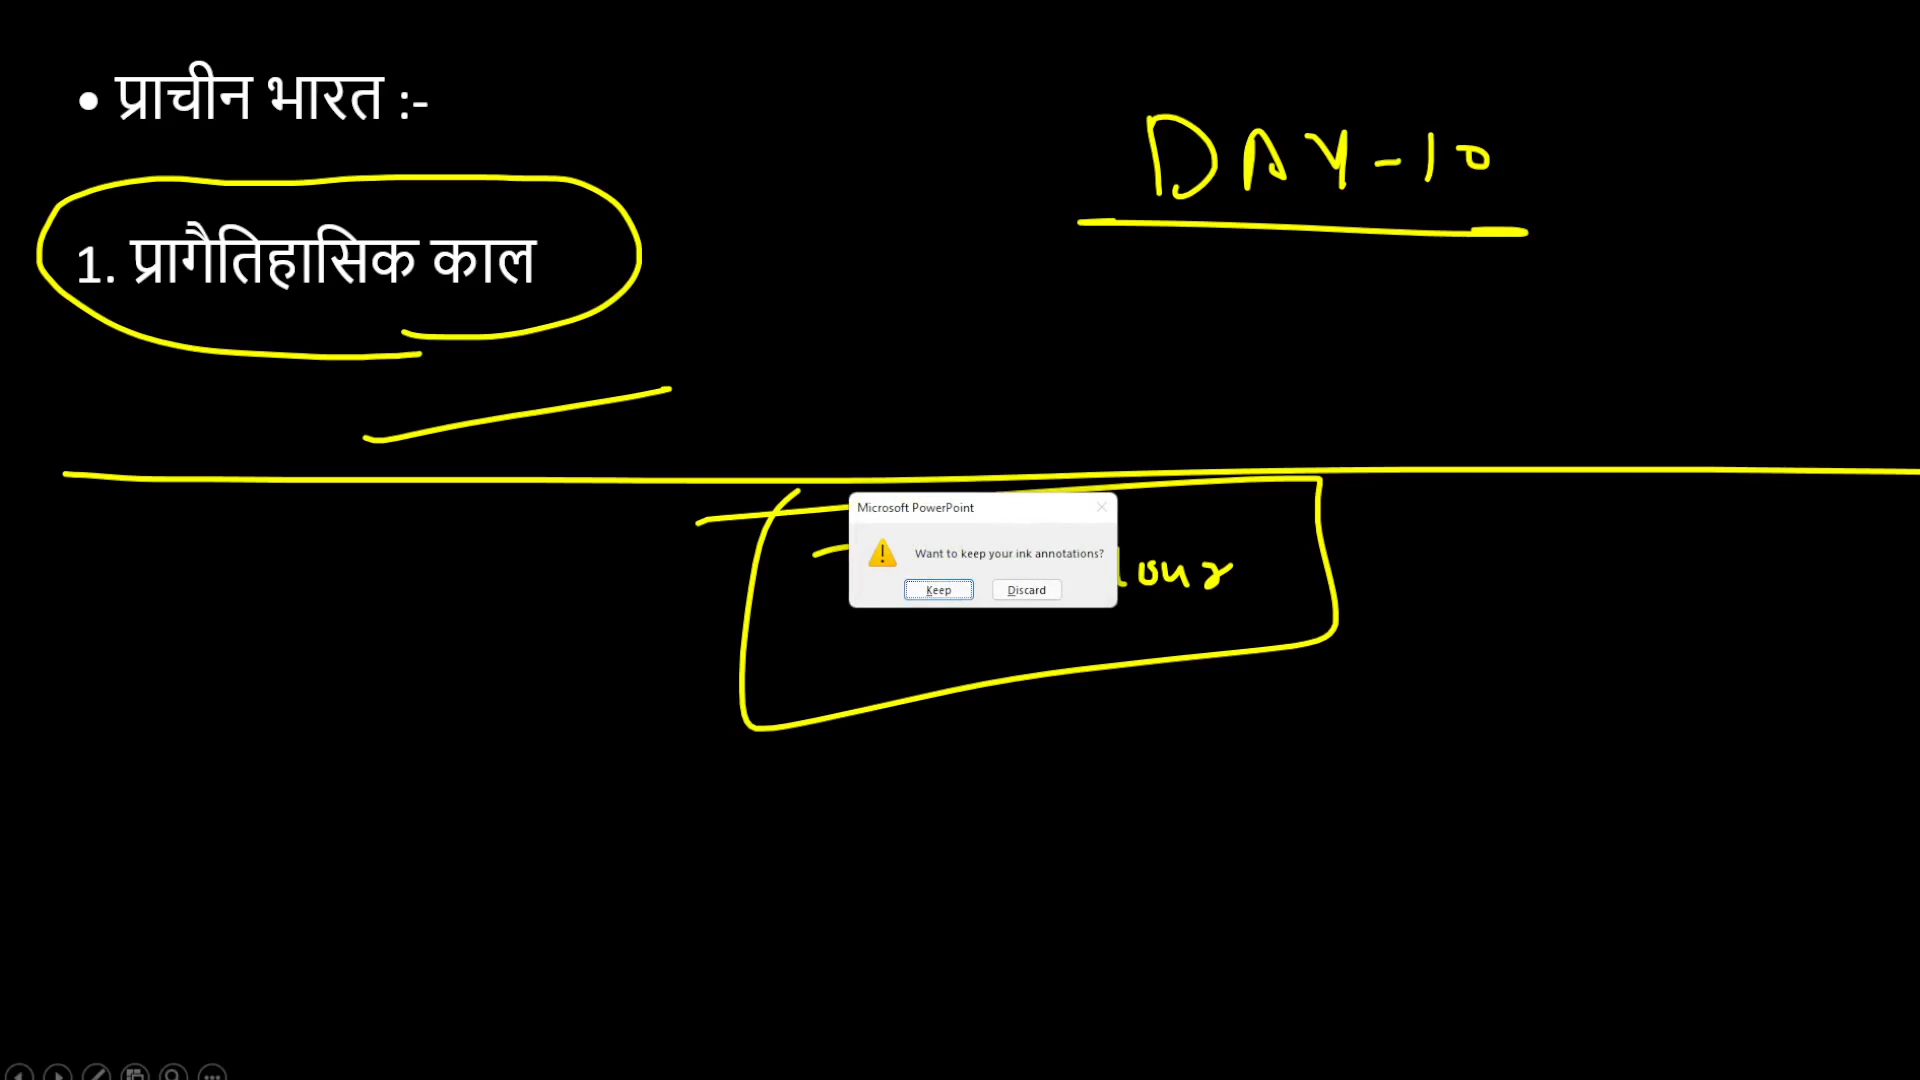 • प्राचीन भारत :-
DAY-10
1. प्रागैतिहासिक काल
Microsoft PowerPoint
Want to keep your ink annotations?
Keep
Discard